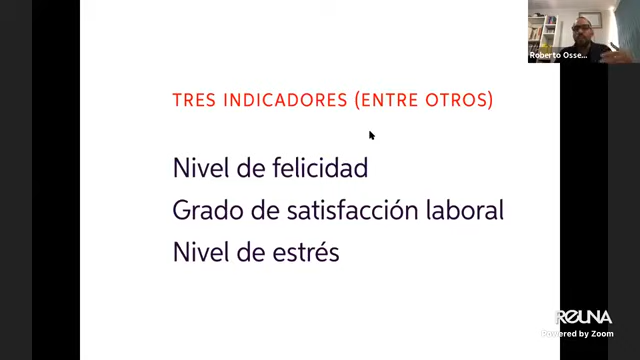 Roberto Osse...
TRES INDICADORES (ENTRE OTROS)
Nivel de felicidad
Grado de satisfacción laboral
Nivel de estrés
REUNA
Powered by Zoom